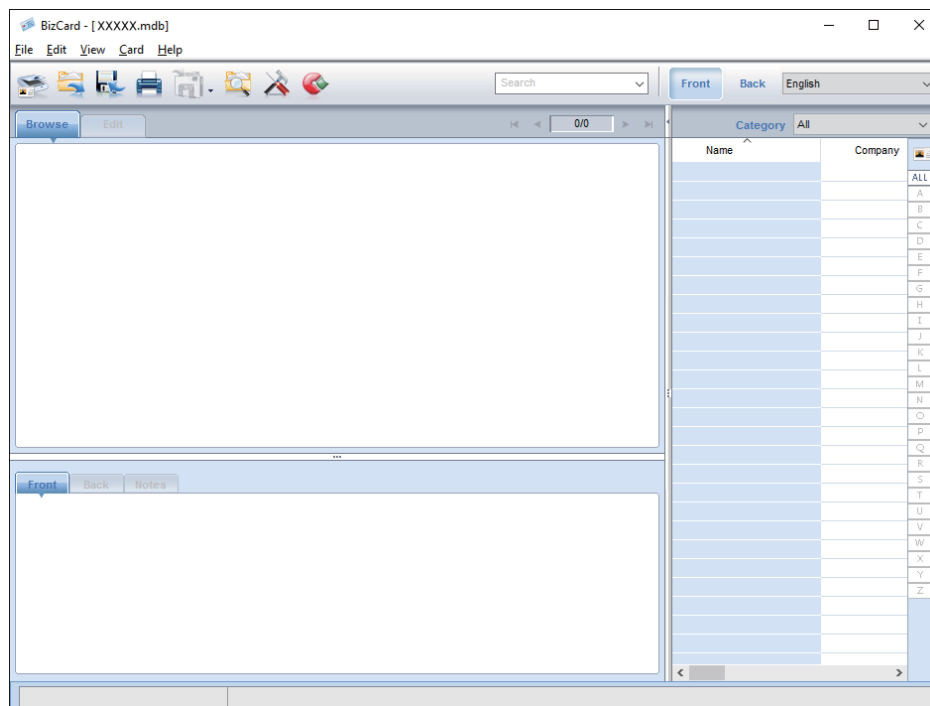 BizCard - [ XXXXX.mdb]
File Edit View Card Help
Search
Front Back English
Browse Edit 0/0
Category All
Name Company
ALL
A
B
C
D
E
F
G
H
I
J
K
L
M
N
O
P
Q
R
S
T
U
V
W
X
Y
Z
Front Back Notes